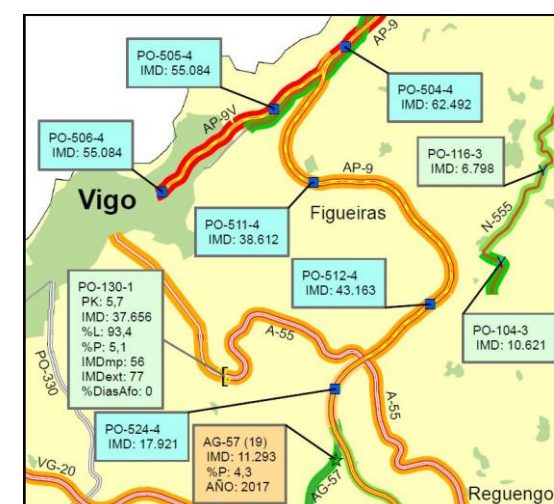 AP-9
PO-505-4
IMD: 55.084
PO-504-4
IMD: 62.492
AP-9V
PO-506-4
IMD: 55.084
PO-116-3
IMD: 6.798
AP-9
Vigo
N-555
PO-511-4
IMD: 38.612
Figueiras
PO-512-4
IMD: 43.163
PO-130-1
PK: 5,7
IMD: 37.656
%L: 93,4
%P: 5,1
IMDmp: 56
IMDext: 77
%DiasAfo: 0
PO-104-3
IMD: 10.621
A-55
PO-330
A-55
PO-524-4
IMD: 17.921
AG-57 (19)
IMD: 11.293
%P: 4,3
AÑO: 2017
VG-20
AG-57
Reguengo